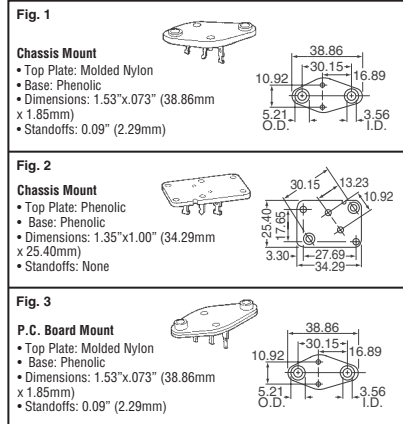 Fig. 1
Chassis Mount
• Top Plate: Molded Nylon
• Base: Phenolic
• Dimensions: 1.53"x.073" (38.86mm
x 1.85mm)
• Standoffs: 0.09" (2.29mm)
38.86
30.15
10.92
16.89
5.21
O.D.
3.56
I.D.
Fig. 2
Chassis Mount
• Top Plate: Phenolic
• Base: Phenolic
• Dimensions: 1.35"x1.00" (34.29mm
x 25.40mm)
• Standoffs: None
30.15
13.23
10.92
25.40
17.65
3.30
27.69
34.29
Fig. 3
P.C. Board Mount
• Top Plate: Molded Nylon
• Base: Phenolic
• Dimensions: 1.53"x.073" (38.86mm
x 1.85mm)
• Standoffs: 0.09" (2.29mm)
38.86
30.15
10.92
16.89
5.21
O.D.
3.56
I.D.